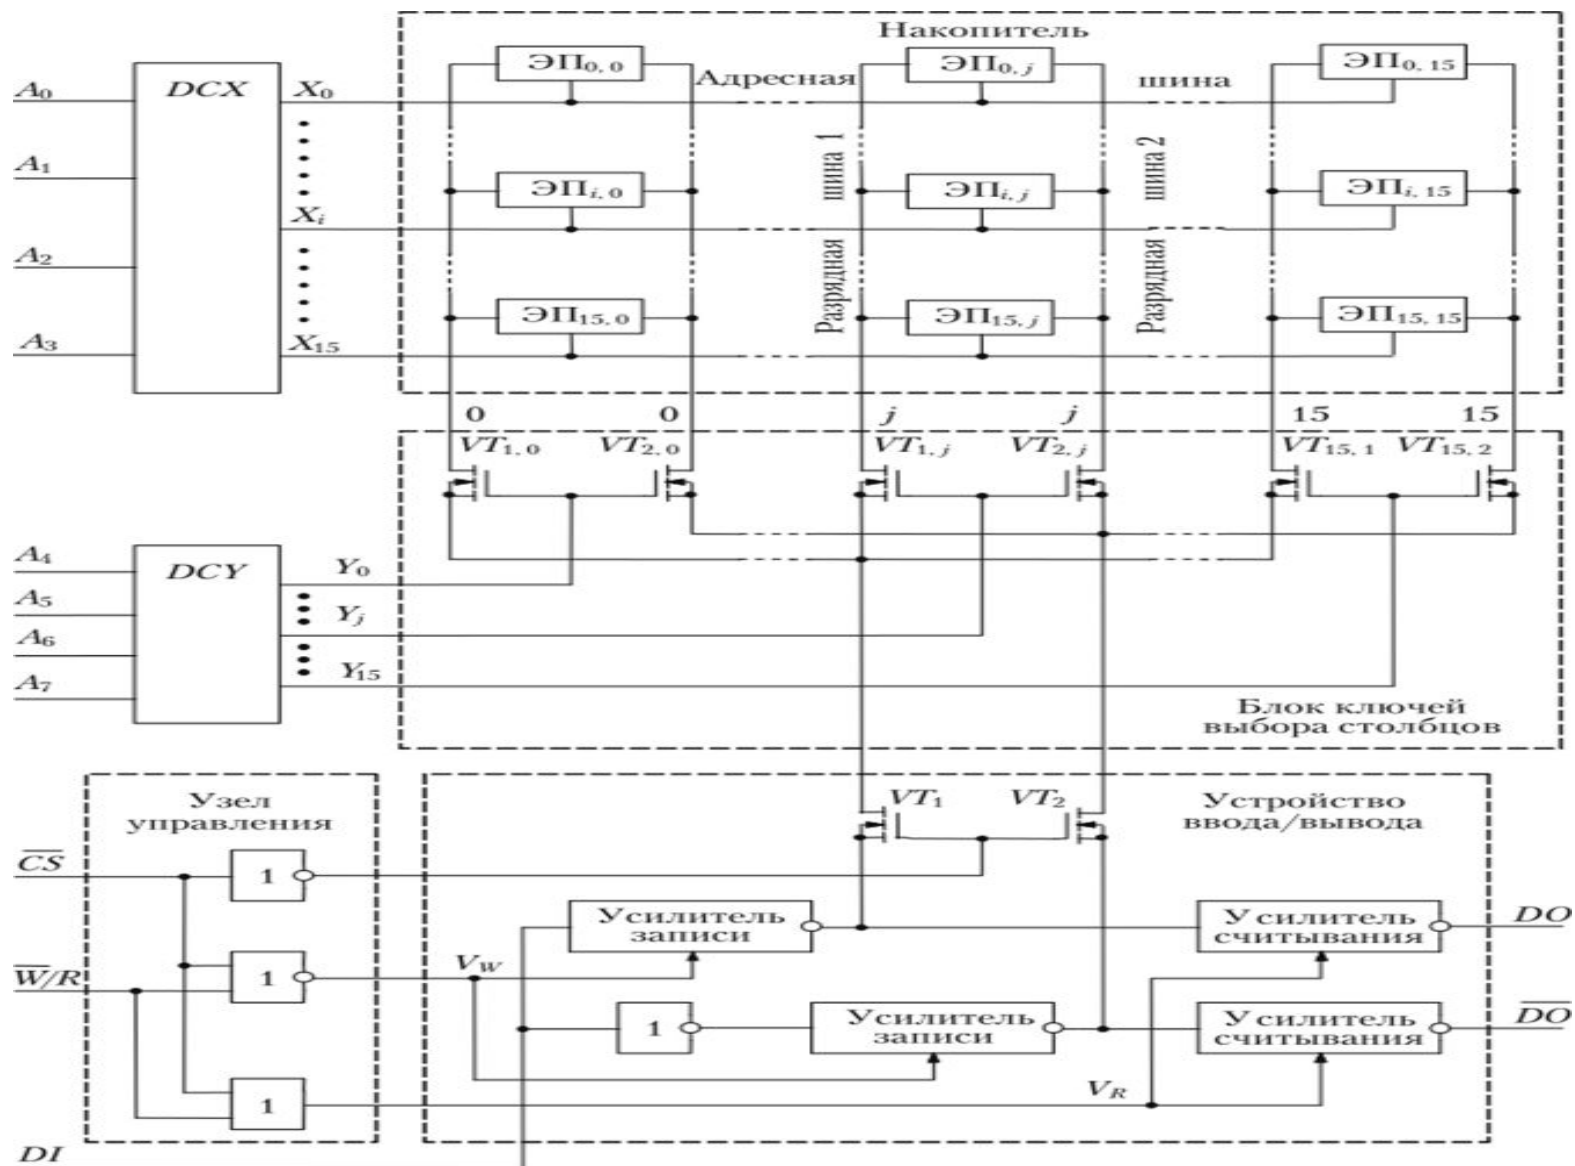 Накопитель
ЭП0, 0
ЭП0, j
ЭП0, 15
Адресная шина
A0
DCX
X0
A1
ЭПi, 0
ЭПi, j
ЭПi, 15
Разрядная шина 1
Разрядная шина 2
Xi
A2
ЭП15, 0
ЭП15, j
ЭП15, 15
A3
X15
0 0 j j 15 15
VT1, 0 VT2, 0 VT1, j VT2, j VT15, 1 VT15, 2
A4
DCY
Y0
A5
Yj
A6
Y15
A7
Блок ключей
выбора столбцов
Узел
управления
VT1 VT2
Устройство
ввода/вывода
C̅S̅
1
Усилитель
записи
Усилитель
считывания
DO
W̅/R
1
VW
1
Усилитель
записи
Усилитель
считывания
D̅O̅
VR
1
DI